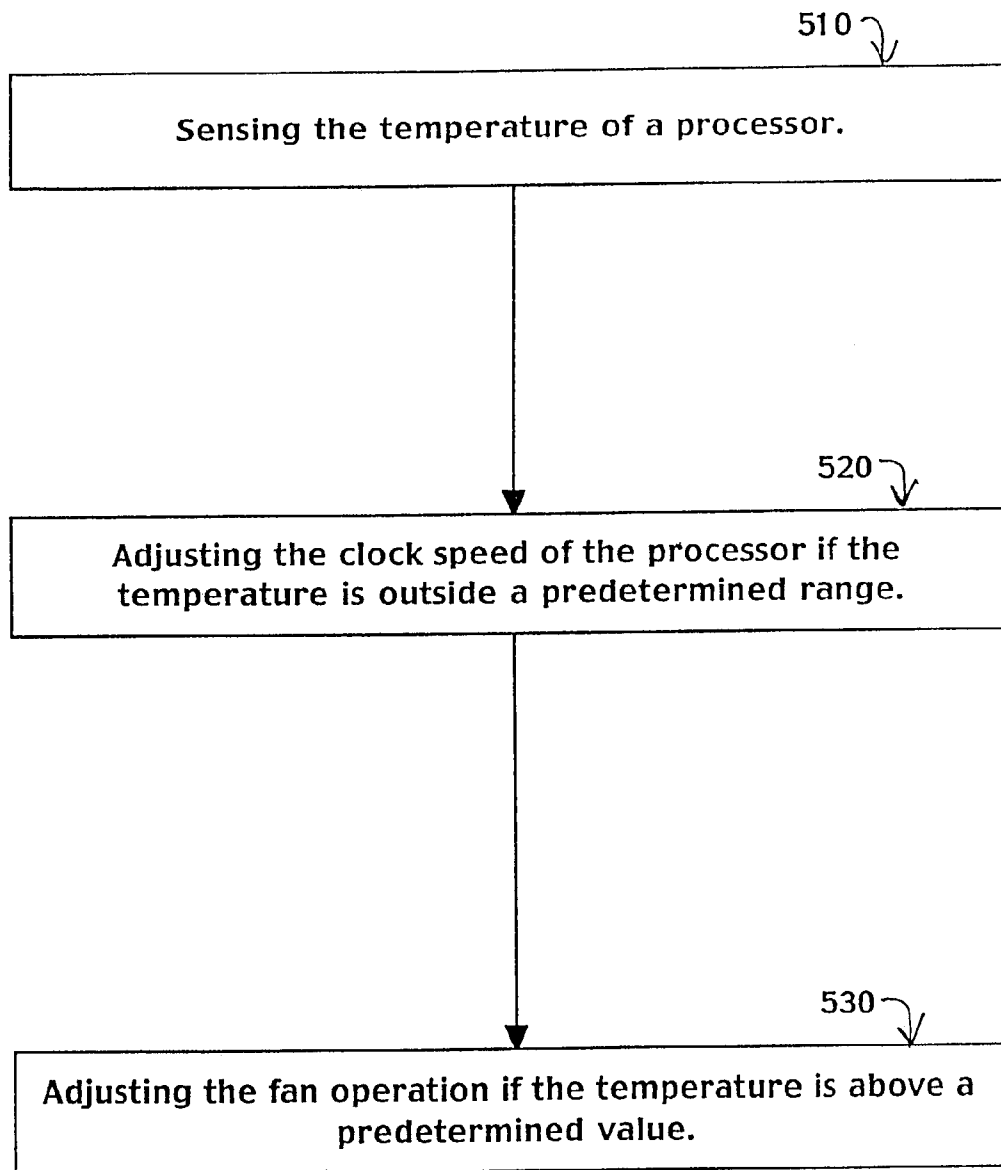 510
Sensing the temperature of a processor.
520
Adjusting the clock speed of the processor if the
temperature is outside a predetermined range.
530
Adjusting the fan operation if the temperature is above a
predetermined value.